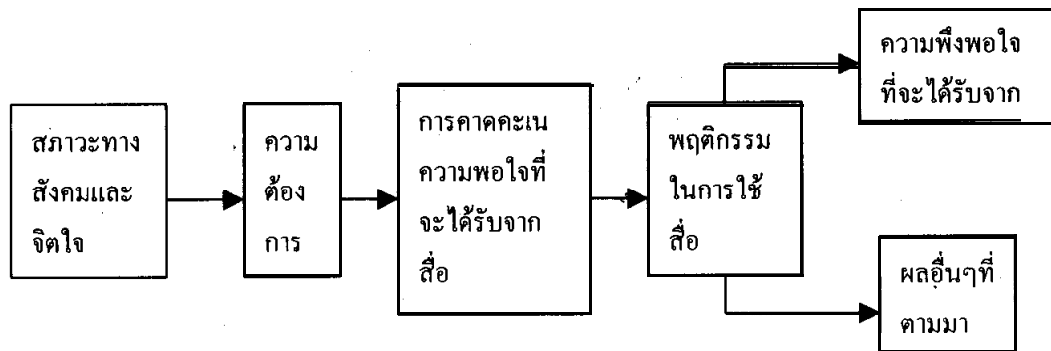 สภาวะทาง
สังคมและ
จิตใจ
ความ
ต้อง
การ
การคาดคะเน
ความพอใจที่
จะได้รับจาก
สื่อ
พฤติกรรม
ในการใช้
สื่อ
ความพึงพอใจ
ที่จะได้รับจาก
ผลอื่นๆที่
ตามมา